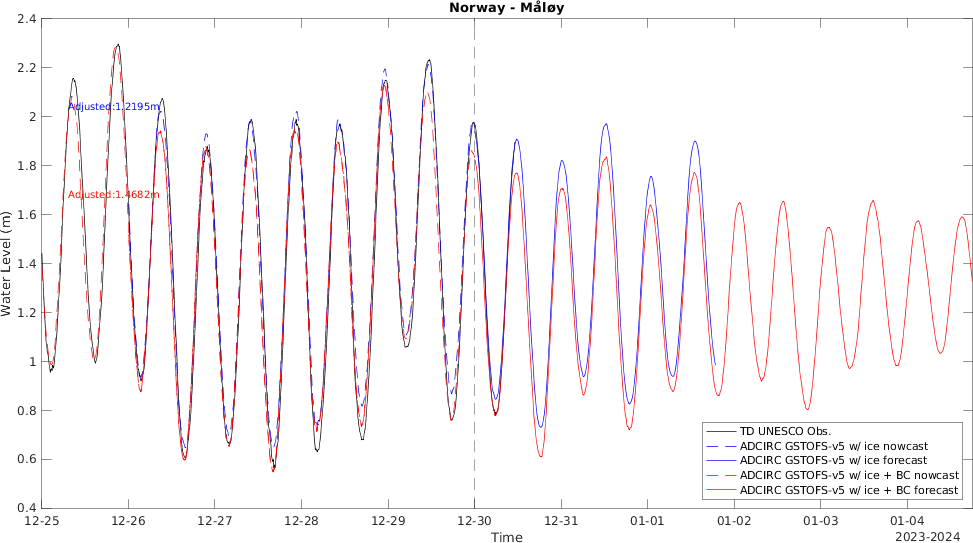 Norway - Måløy
2.4
2.2
2
1.8
1.6
1.4
1.2
1
0.8
0.6
0.4
Water Level (m)
Adjusted:1.2195m
Adjusted:1.4682m
TD UNESCO Obs.
ADCIRC GSTOFS-v5 w/ ice nowcast
ADCIRC GSTOFS-v5 w/ ice forecast
ADCIRC GSTOFS-v5 w/ ice + BC nowcast
ADCIRC GSTOFS-v5 w/ ice + BC forecast
12-25 12-26 12-27 12-28 12-29 12-30 12-31 01-01 01-02 01-03 01-04
Time
2023-2024